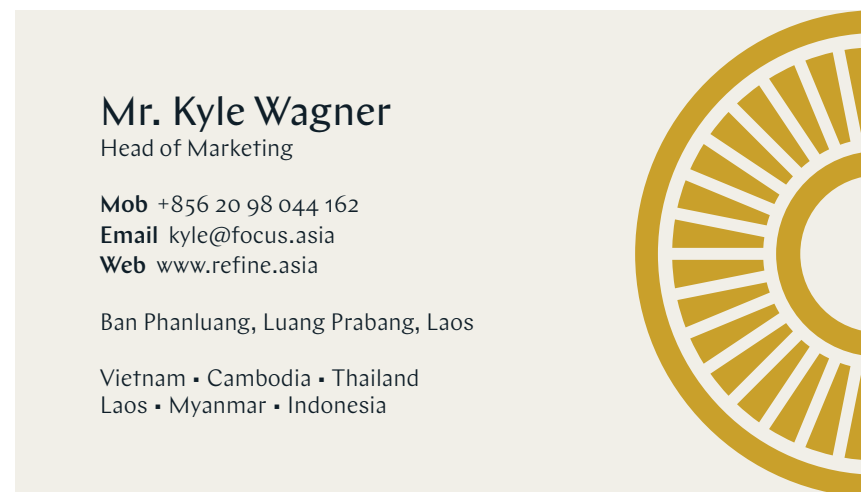 Mr. Kyle Wagner
Head of Marketing
Mob +856 20 98 044 162
Email kyle@focus.asia
Web www.refine.asia
Ban Phanluang, Luang Prabang, Laos
Vietnam ▪ Cambodia ▪ Thailand
Laos ▪ Myanmar ▪ Indonesia